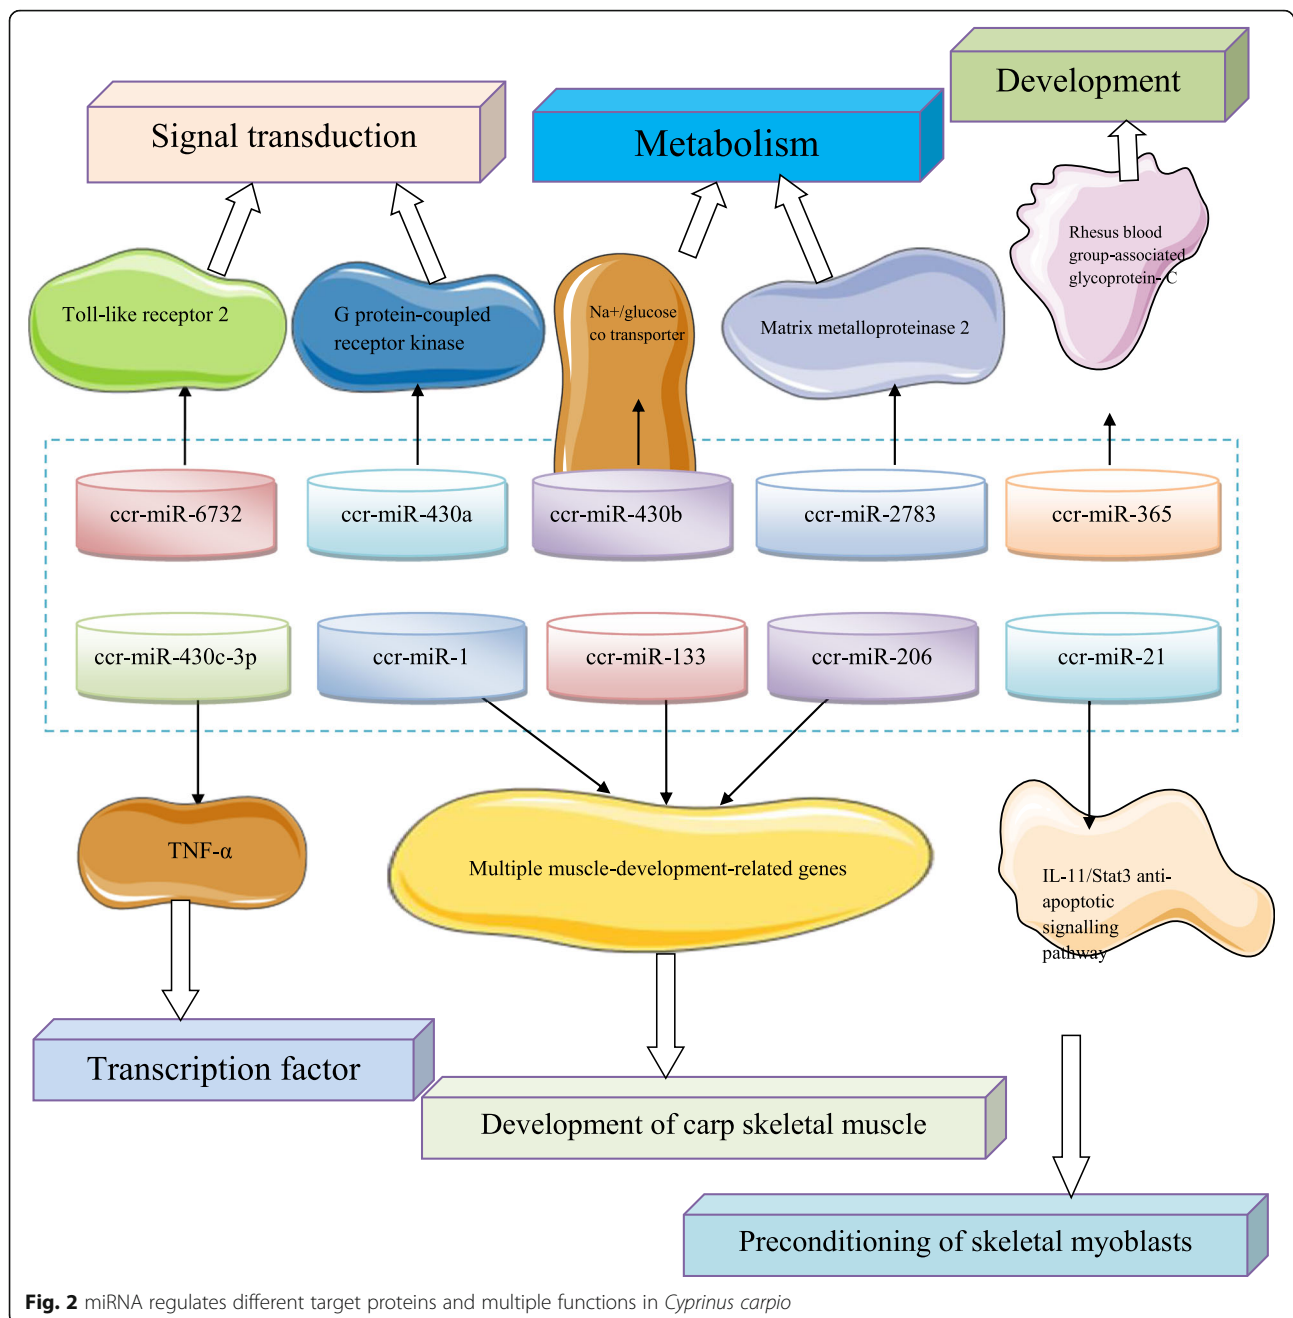 Development
Signal transduction
Metabolism
Rhesus blood
group-associated
glycoprotein- C
Toll-like receptor 2
G protein-coupled
receptor kinase
Na+/glucose
co transporter
Matrix metalloproteinase 2
ccr-miR-6732
ccr-miR-430a
ccr-miR-430b
ccr-miR-2783
ccr-miR-365
ccr-miR-430c-3p
ccr-miR-1
ccr-miR-133
ccr-miR-206
ccr-miR-21
TNF-α
Multiple muscle-development-related genes
IL-11/Stat3 anti-
apoptotic
signalling
pathway
Transcription factor
Development of carp skeletal muscle
Preconditioning of skeletal myoblasts
Fig. 2 miRNA regulates different target proteins and multiple functions in Cyprinus carpio